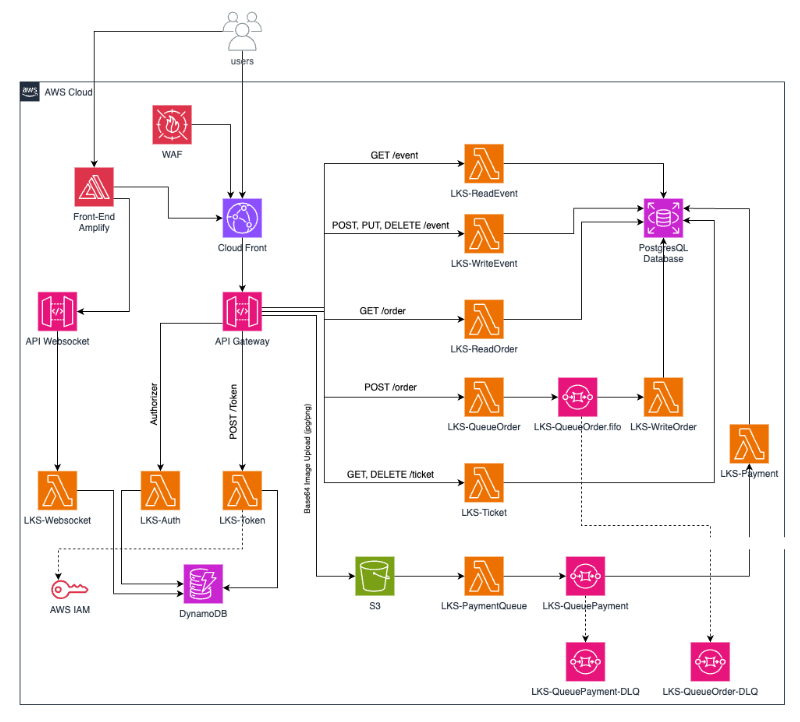 users
aws
AWS Cloud
WAF
Front-End
Amplify
Cloud Front
API Websocket
API Gateway
GET /event
LKS-ReadEvent
POST, PUT, DELETE /event
LKS-WriteEvent
PostgresQL
Database
GET /order
LKS-ReadOrder
POST /order
LKS-QueueOrder
LKS-QueueOrder.fifo
LKS-WriteOrder
Authorizer
POST /Token
Base64 Image Upload (jpg/png)
GET, DELETE /ticket
LKS-Ticket
LKS-Payment
LKS-Websocket
LKS-Auth
LKS-Token
AWS IAM
DynamoDB
S3
LKS-PaymentQueue
LKS-QueuePayment
LKS-QueuePayment-DLQ
LKS-QueueOrder-DLQ